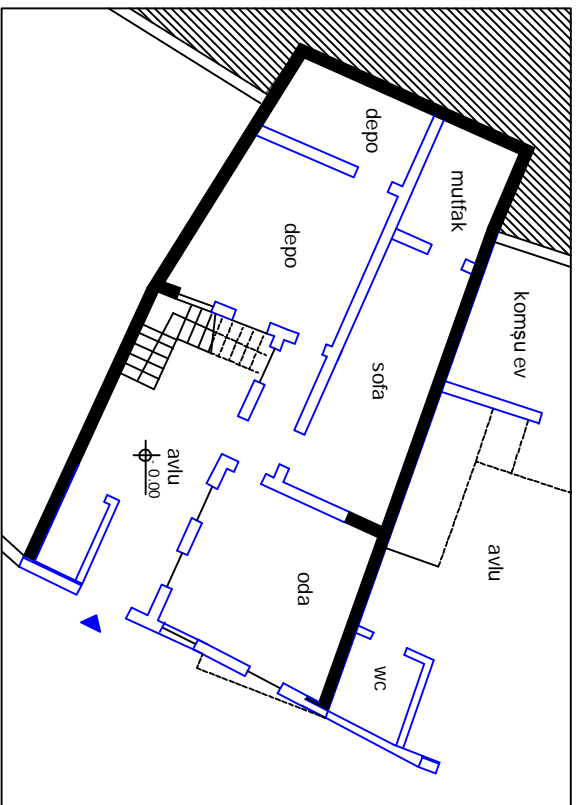 depo
mutfak
depo
komşu ev
sofa
avlu
0.00
avlu
oda
wc